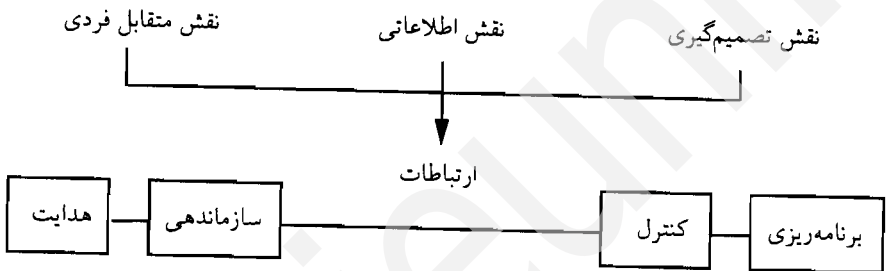 نقش تصمیم‌گیری نقش اطلاعاتی نقش متقابل فردی
ارتباطات
برنامه‌ریزی کنترل سازماندهی هدایت